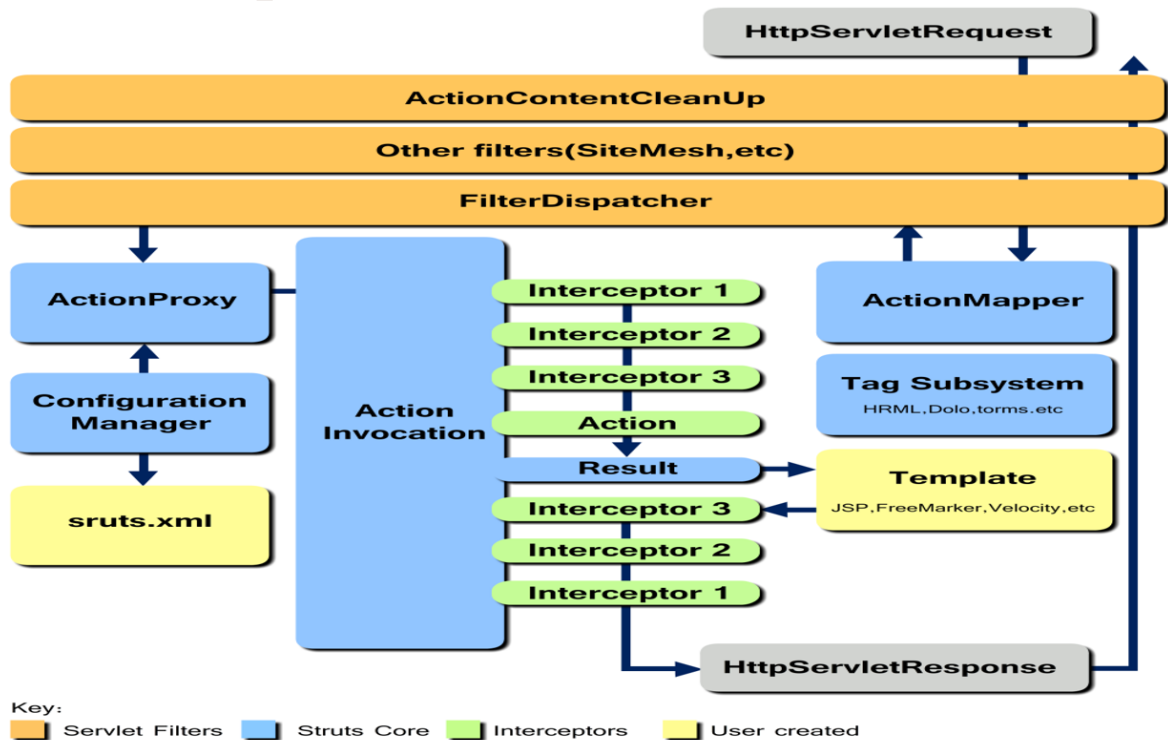 HttpServletRequest
ActionContentCleanUp
Other filters(SiteMesh,etc)
FilterDispatcher
ActionProxy
Configuration
Manager
sruts.xml
Action
Invocation
Interceptor 1
Interceptor 2
Interceptor 3
Action
Result
Interceptor 3
Interceptor 2
Interceptor 1
ActionMapper
Tag Subsystem
HRML,Dolo,torms.etc
Template
JSP,FreeMarker,Velocity,etc
HttpServletResponse
Key:
Servlet Filters
Struts Core
Interceptors
User created